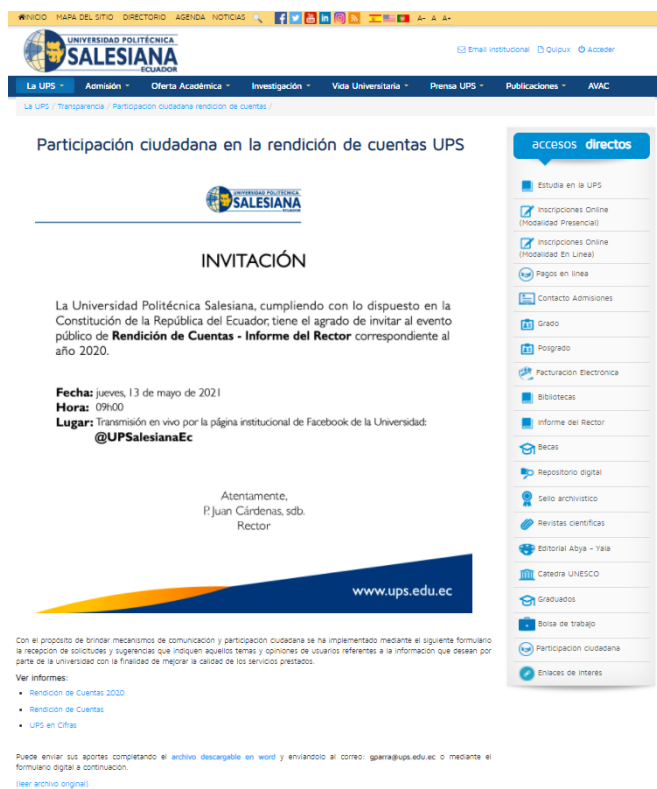 INICIO MAPA DEL SITIO DIRECTORIO AGENDA NOTICIAS A- A A+
UNIVERSIDAD POLITÉCNICA
SALESIANA
ECUADOR
Email institucional Quipux Acceder
La UPS Admisión Oferta Académica Investigación Vida Universitaria Prensa UPS Publicaciones AVAC
La UPS / Transparencia / Participación ciudadana rendición de cuentas /
Participación ciudadana en la rendición de cuentas UPS
UNIVERSIDAD POLITÉCNICA
SALESIANA
ECUADOR
INVITACIÓN
La Universidad Politécnica Salesiana, cumpliendo con lo dispuesto en la
Constitución de la República del Ecuador, tiene el agrado de invitar al evento
público de Rendición de Cuentas - Informe del Rector correspondiente al
año 2020.
Fecha: jueves, 13 de mayo de 2021
Hora: 09h00
Lugar: Transmisión en vivo por la página institucional de Facebook de la Universidad:
@UPSalesianaEc
Atentamente,
P. Juan Cárdenas, sdb.
Rector
www.ups.edu.ec
Con el propósito de brindar mecanismos de comunicación y participación ciudadana se ha implementado mediante el siguiente formulario
la recepción de solicitudes y sugerencias que indiquen aquellos temas y opiniones de usuarios referentes a la información que desean por
parte de la universidad con la finalidad de mejorar la calidad de los servicios prestados.
Ver informes:
Rendición de Cuentas 2020
Rendición de Cuentas
UPS en Cifras
Puede enviar sus aportes completando el archivo descargable en word y enviandolo al correo: gparra@ups.edu.ec o mediante el
formulario digital a continuación.
(leer archivo original)
accesos directos
Estudia en la UPS
Inscripciones Online
(Modalidad Presencial)
Inscripciones Online
(Modalidad En Linea)
Pagos en línea
Contacto Admisiones
Grado
Posgrado
Facturación Electrónica
Bibliotecas
Informe del Rector
Becas
Repositorio digital
Sello archivístico
Revistas científicas
Editorial Abya - Yala
Cátedra UNESCO
Graduados
Bolsa de trabajo
Participación ciudadana
Enlaces de Interés